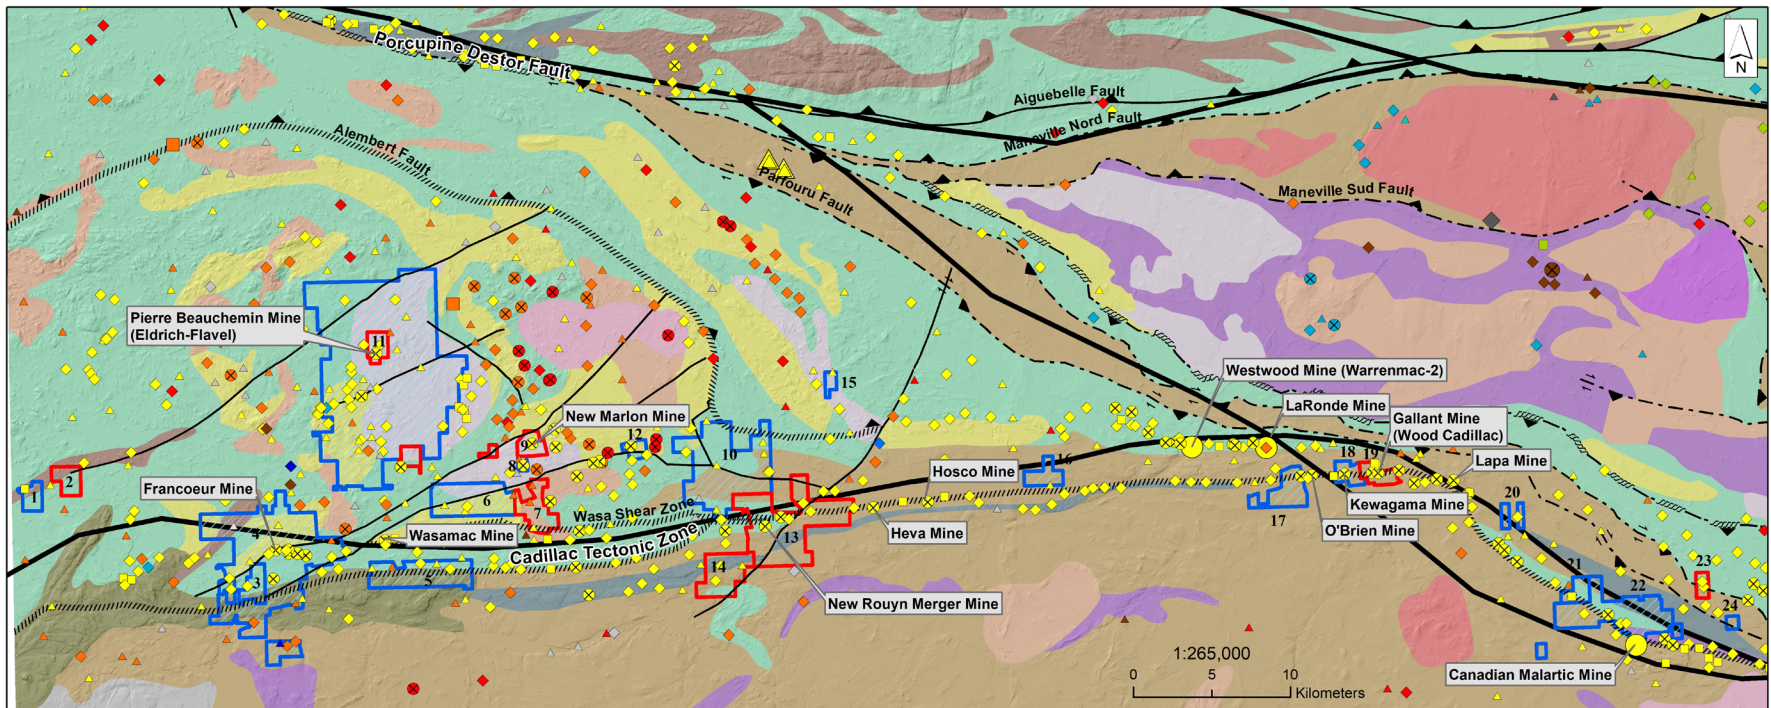 Porcupine Destor Fault
N
Aiguebelle Fault
Maneville Nord Fault
Alembert Fault
Parfouru Fault
Maneville Sud Fault
Pierre Beauchemin Mine
(Eldrich-Flavel)
11
15
Westwood Mine (Warrenmac-2)
LaRonde Mine
Gallant Mine
(Wood Cadillac)
New Marlon Mine
9
12
10
8
Hosco Mine
16
18
19
Lapa Mine
2
1
Francoeur Mine
6
7
Wasa Shear Zone
Kewagama Mine
20
17
O'Brien Mine
4
Wasamac Mine
Cadillac Tectonic Zone
13
Heva Mine
3
5
14
21
22
23
24
New Rouyn Merger Mine
1:265,000
0
5
10
Kilometers
Canadian Malartic Mine